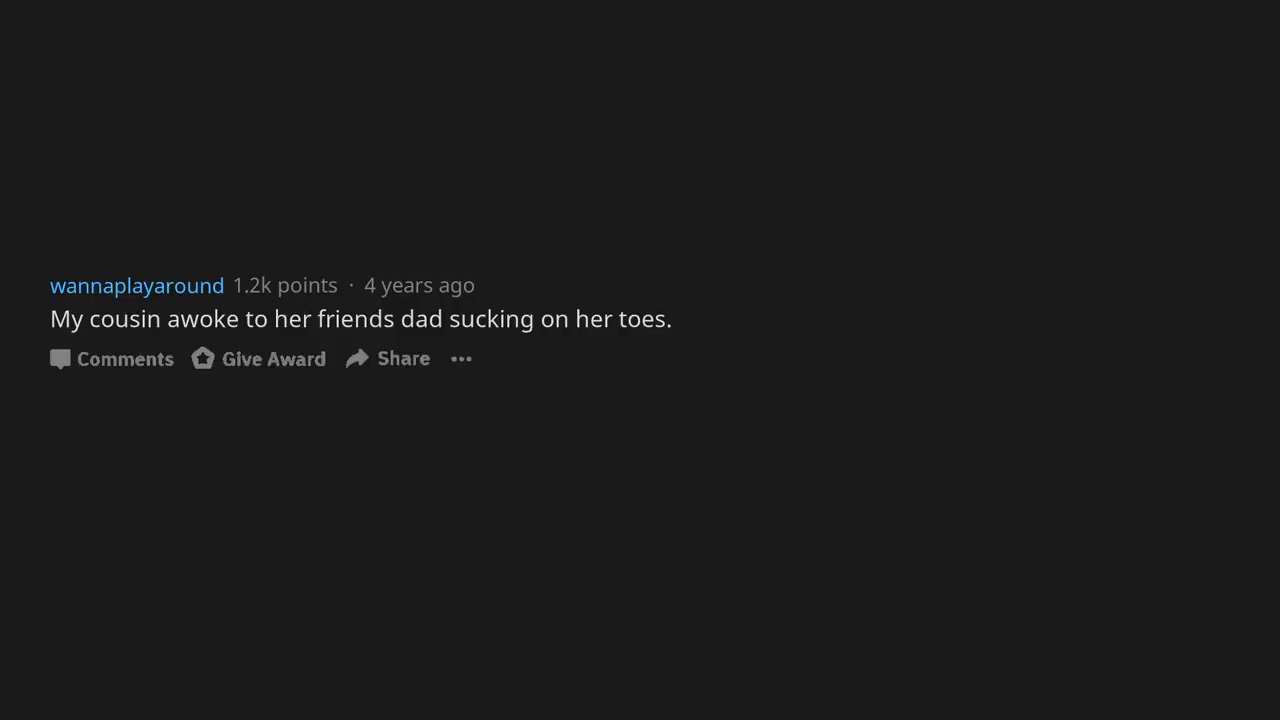 wannaplayaround 1.2k points · 4 years ago
My cousin awoke to her friends dad sucking on her toes.
Comments Give Award Share ···